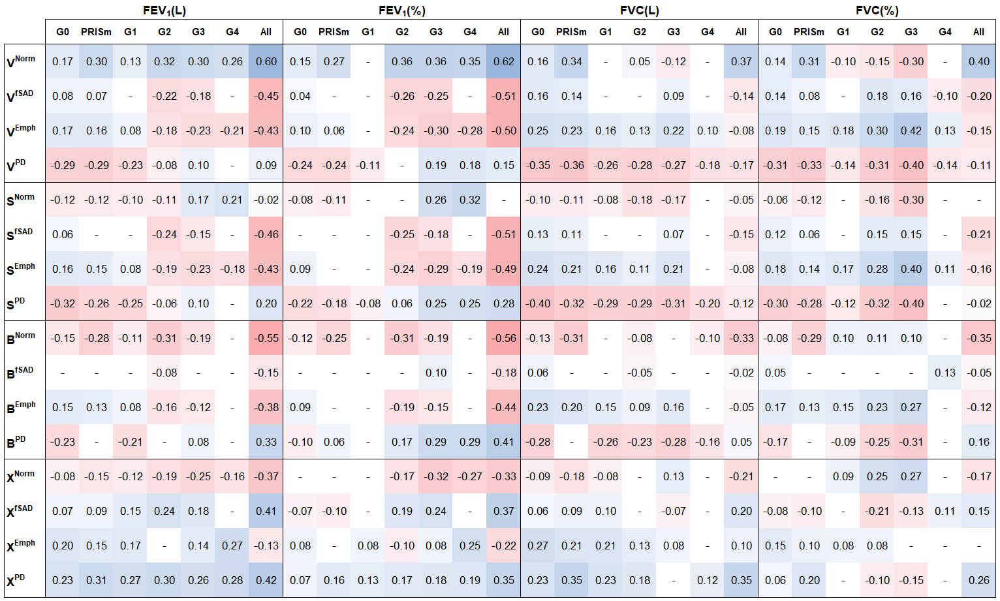 FEV₁(L) FEV₁(%) FVC(L) FVC(%)
G0 PRISm G1 G2 G3 G4 All G0 PRISm G1 G2 G3 G4 All G0 PRISm G1 G2 G3 G4 All G0 PRISm G1 G2 G3 G4 All
V^Norm 0.17 0.30 0.13 0.32 0.30 0.26 0.60 0.15 0.27 - 0.36 0.36 0.35 0.62 0.16 0.34 - 0.05 -0.12 - 0.37 0.14 0.31 -0.10 -0.15 -0.30 - 0.40
V^fSAD 0.08 0.07 - -0.22 -0.18 - -0.45 0.04 - - -0.26 -0.25 - -0.51 0.16 0.14 - - 0.09 - -0.14 0.14 0.08 - 0.18 0.16 -0.10 -0.20
V^Emph 0.17 0.16 0.08 -0.18 -0.23 -0.21 -0.43 0.10 0.06 - -0.24 -0.30 -0.28 -0.50 0.25 0.23 0.16 0.13 0.22 0.10 -0.08 0.19 0.15 0.18 0.30 0.42 0.13 -0.15
V^PD -0.29 -0.29 -0.23 -0.08 0.10 - 0.09 -0.24 -0.24 -0.11 - 0.19 0.18 0.15 -0.35 -0.36 -0.26 -0.28 -0.27 -0.18 -0.17 -0.31 -0.33 -0.14 -0.31 -0.40 -0.14 -0.11
S^Norm -0.12 -0.12 -0.10 -0.11 0.17 0.21 -0.02 -0.08 -0.11 - - 0.26 0.32 - -0.10 -0.11 -0.08 -0.18 -0.17 - -0.05 -0.06 -0.12 - -0.16 -0.30 - -
S^fSAD 0.06 - - -0.24 -0.15 - -0.46 - - - -0.25 -0.18 - -0.51 0.13 0.11 - - 0.07 - -0.15 0.12 0.06 - 0.15 0.15 - -0.21
S^Emph 0.16 0.15 0.08 -0.19 -0.23 -0.18 -0.43 0.09 - - -0.24 -0.29 -0.19 -0.49 0.24 0.21 0.16 0.11 0.21 - -0.08 0.18 0.14 0.17 0.28 0.40 0.11 -0.16
S^PD -0.32 -0.26 -0.25 -0.06 0.10 - 0.20 -0.22 -0.18 -0.08 0.06 0.25 0.25 0.28 -0.40 -0.32 -0.29 -0.29 -0.31 -0.20 -0.12 -0.30 -0.28 -0.12 -0.32 -0.40 - -0.02
B^Norm -0.15 -0.28 -0.11 -0.31 -0.19 - -0.55 -0.12 -0.25 - -0.31 -0.19 - -0.56 -0.13 -0.31 - -0.08 - -0.10 -0.33 -0.08 -0.29 0.10 0.11 0.10 - -0.35
B^fSAD - - - -0.08 - - -0.15 - - - - 0.10 - -0.18 0.06 - - -0.05 - - -0.02 0.05 - - - - 0.13 -0.05
B^Emph 0.15 0.13 0.08 -0.16 -0.12 - -0.38 0.09 - - -0.19 -0.15 - -0.44 0.23 0.20 0.15 0.09 0.16 - -0.05 0.17 0.13 0.15 0.23 0.27 - -0.12
B^PD -0.23 - -0.21 - 0.08 - 0.33 -0.10 0.06 - 0.17 0.29 0.29 0.41 -0.28 - -0.26 -0.23 -0.28 -0.16 0.05 -0.17 - -0.09 -0.25 -0.31 - 0.16
X^Norm -0.08 -0.15 -0.12 -0.19 -0.25 -0.16 -0.37 - - - -0.17 -0.32 -0.27 -0.33 -0.09 -0.18 -0.08 - 0.13 - -0.21 - - 0.09 0.25 0.27 - -0.17
X^fSAD 0.07 0.09 0.15 0.24 0.18 - 0.41 -0.07 -0.10 - 0.19 0.24 - 0.37 0.06 0.09 0.10 - -0.07 - 0.20 -0.08 -0.10 - -0.21 -0.13 0.11 0.15
X^Emph 0.20 0.15 0.17 - 0.14 0.27 -0.13 0.08 - 0.08 -0.10 0.08 0.25 -0.22 0.27 0.21 0.21 0.13 0.08 - 0.10 0.15 0.10 0.08 0.08 - - -
X^PD 0.23 0.31 0.27 0.30 0.26 0.28 0.42 0.07 0.16 0.13 0.17 0.18 0.19 0.35 0.23 0.35 0.23 0.18 - 0.12 0.35 0.06 0.20 - -0.10 -0.15 - 0.26